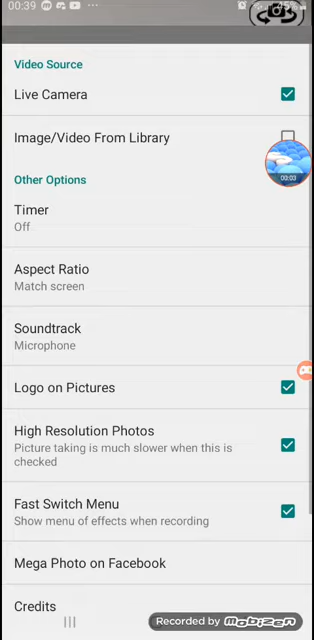 00:39
45%
Video Source
Live Camera
Image/Video From Library
00:03
Other Options
Timer
Off
Aspect Ratio
Match screen
Soundtrack
Microphone
Logo on Pictures
High Resolution Photos
Picture taking is much slower when this is
checked
Fast Switch Menu
Show menu of effects when recording
Mega Photo on Facebook
Credits
Recorded by Mobizen